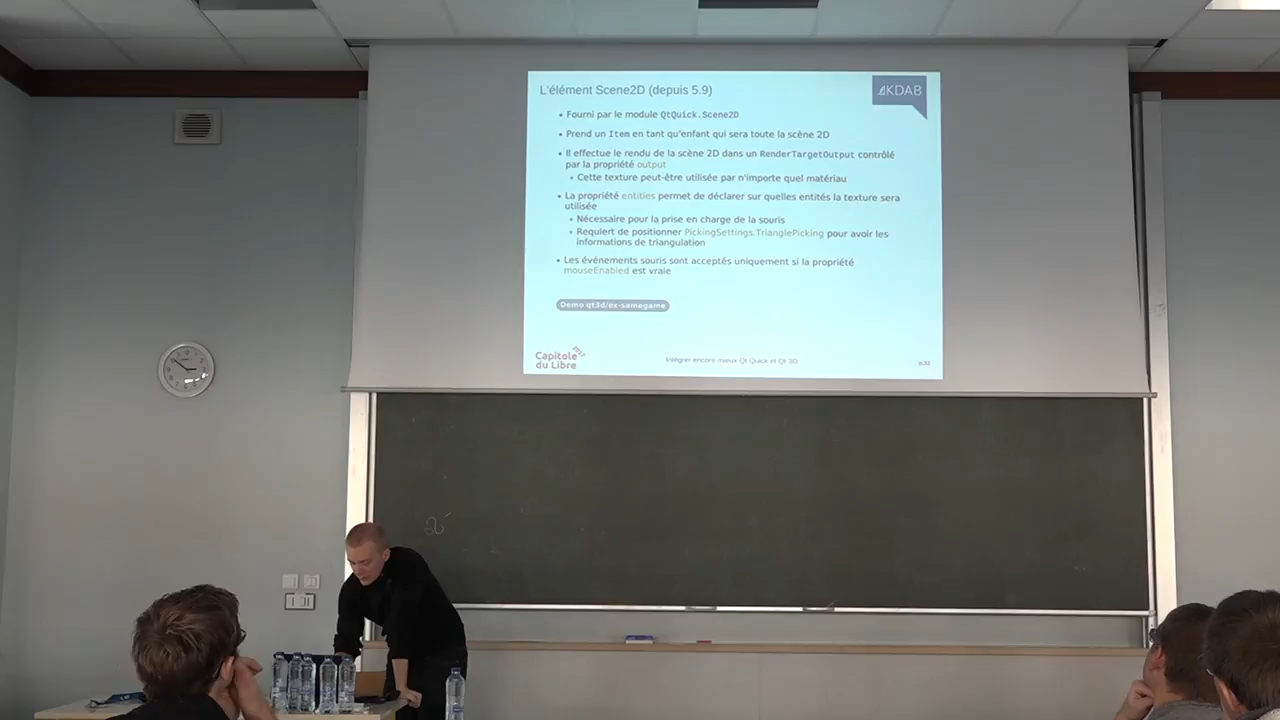 L'élément Scene2D (depuis 5.9)
KDAB
Fourni par le module QtQuick.Scene2D
Prend un Item en tant qu'enfant qui sera toute la scène 2D
Il effectue le rendu de la scène 2D dans un RenderTargetOutput contrôlé
par la propriété output
Cette texture peut-être utilisée par n'importe quel matériau
La propriété entities permet de déclarer sur quelles entités la texture sera
utilisée
Nécessaire pour la prise en charge de la souris
Requiert de positionner PickingSettings.TrianglePicking pour avoir les
informations de triangulation
Les événements souris sont acceptés uniquement si la propriété
mouseEnabled est vraie
Demo qt3d/ex-samegame
Capitole 2017
du Libre
Intégrer encore mieux Qt Quick et Qt 3D